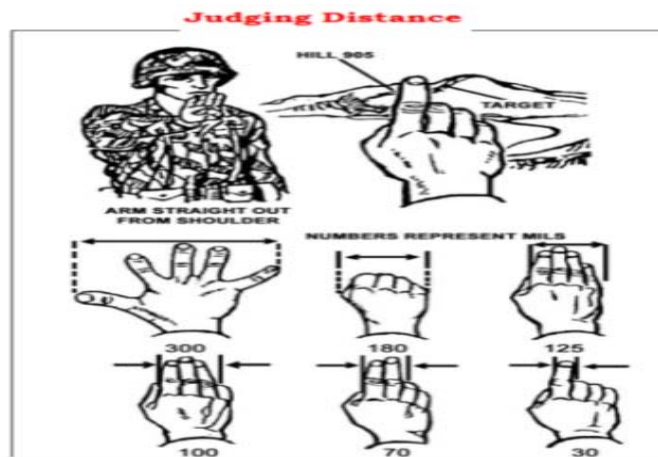 Judging Distance
HILL 905
TARGET
ARM STRAIGHT OUT
FROM SHOULDER
NUMBERS REPRESENT MILS
300 180 125
100 70 30